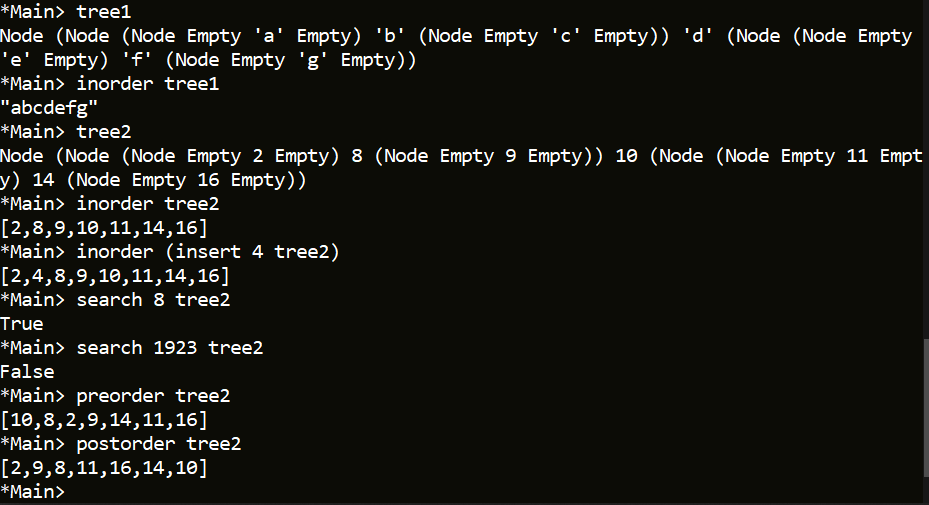 *Main> tree1
Node (Node (Node Empty 'a' Empty) 'b' (Node Empty 'c' Empty)) 'd' (Node (Node Empty
'e' Empty) 'f' (Node Empty 'g' Empty))
*Main> inorder tree1
"abcdefg"
*Main> tree2
Node (Node (Node Empty 2 Empty) 8 (Node Empty 9 Empty)) 10 (Node (Node Empty 11 Empt
y) 14 (Node Empty 16 Empty))
*Main> inorder tree2
[2,8,9,10,11,14,16]
*Main> inorder (insert 4 tree2)
[2,4,8,9,10,11,14,16]
*Main> search 8 tree2
True
*Main> search 1923 tree2
False
*Main> preorder tree2
[10,8,2,9,14,11,16]
*Main> postorder tree2
[2,9,8,11,16,14,10]
*Main>